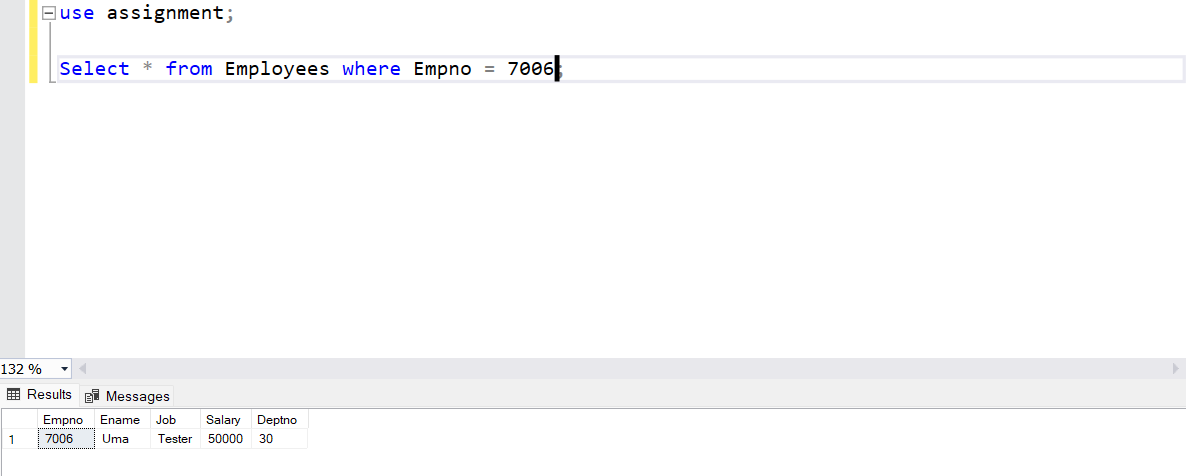 use assignment;
Select * from Employees where Empno = 7006;
132 %
Results Messages
Empno Ename Job Salary Deptno
1 7006 Uma Tester 50000 30